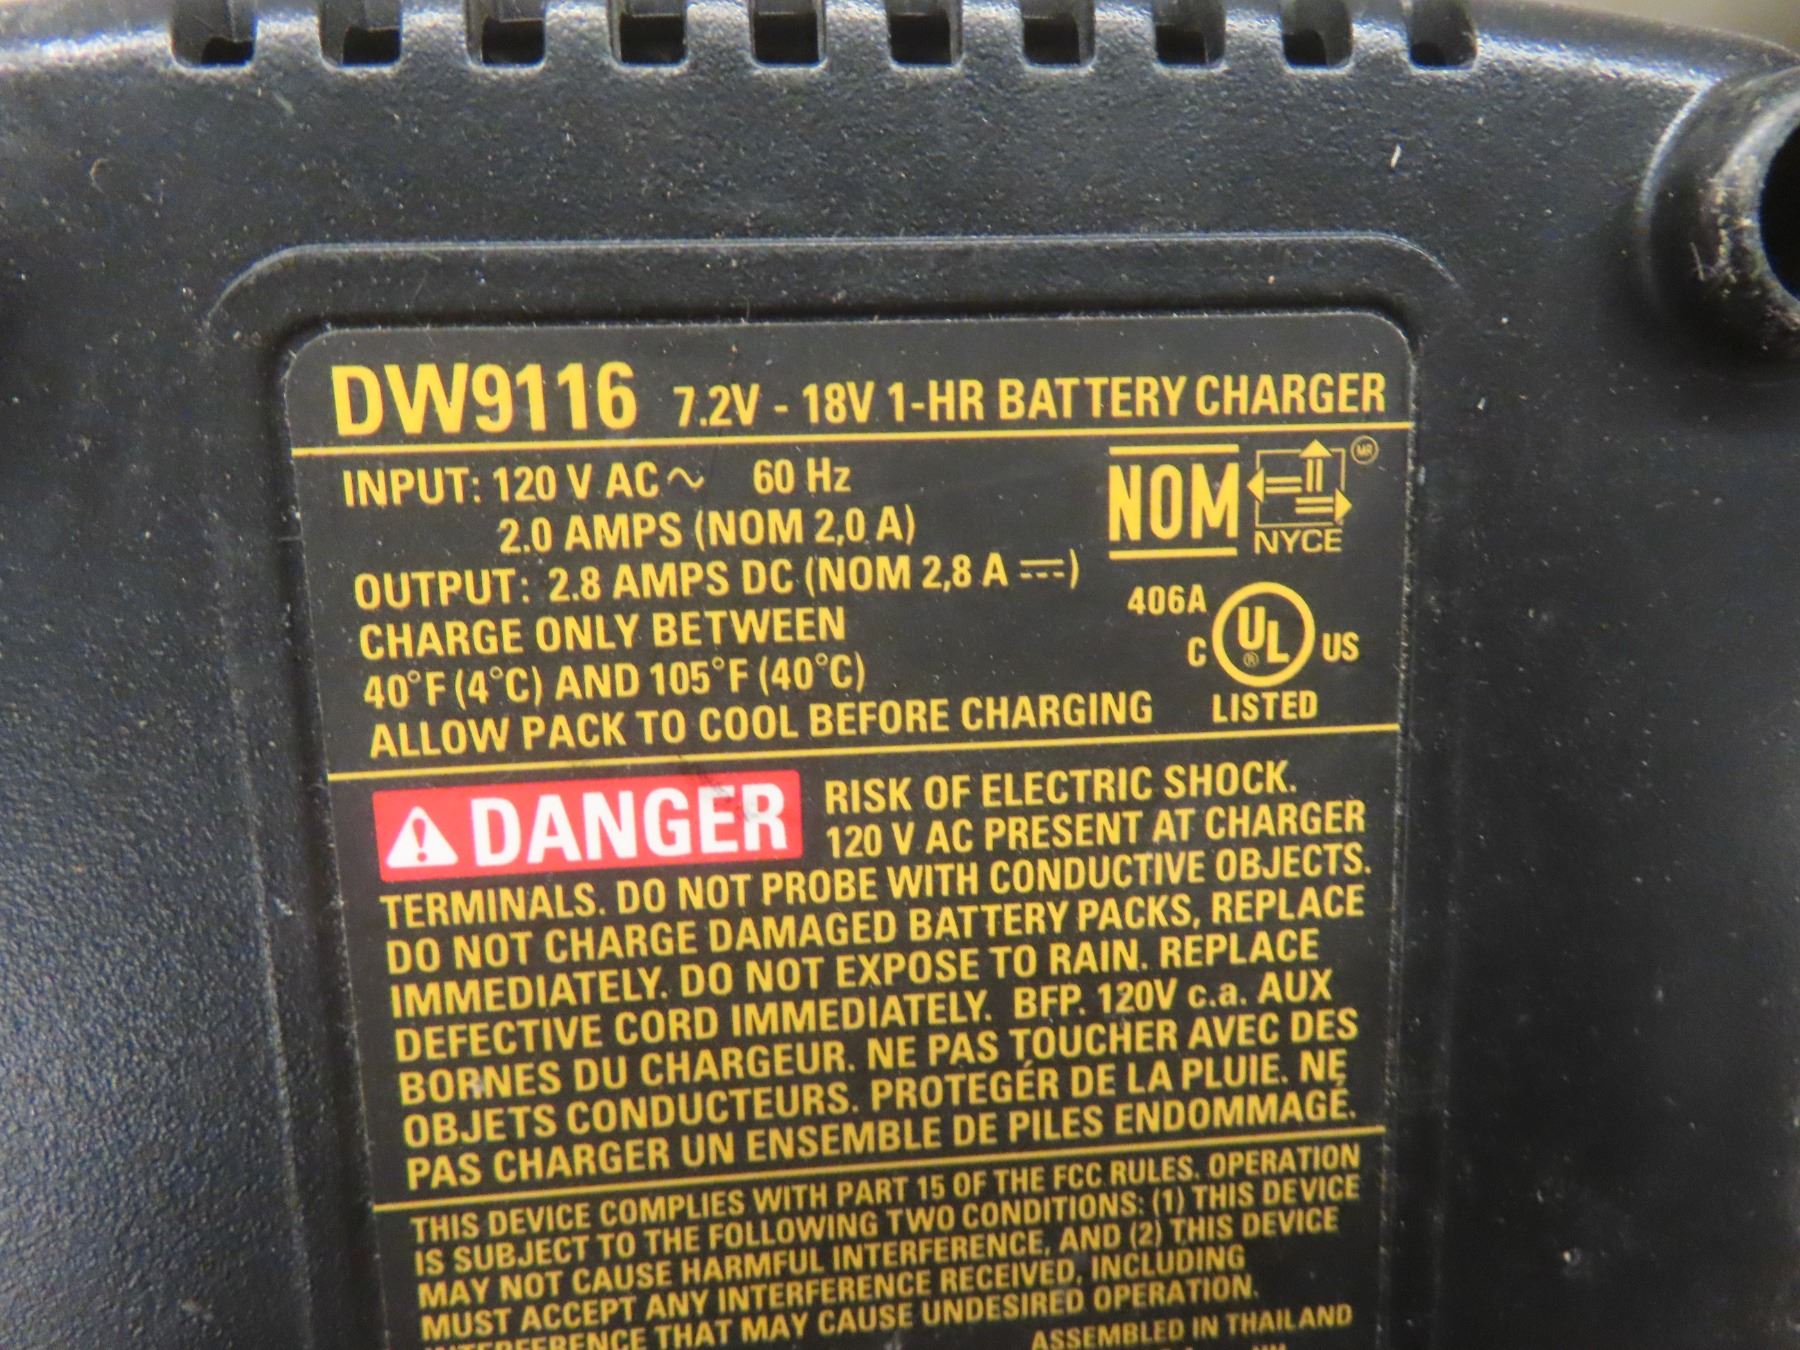 DW9116 7.2V - 18V 1-HR BATTERY CHARGER
INPUT: 120 V AC ~ 60 Hz
2.0 AMPS (NOM 2,0 A)
OUTPUT: 2.8 AMPS DC (NOM 2,8 A ⎓)
CHARGE ONLY BETWEEN
40°F (4°C) AND 105°F (40°C)
ALLOW PACK TO COOL BEFORE CHARGING
NOM MR
NYCE
406A
C UL ® US
LISTED
DANGER RISK OF ELECTRIC SHOCK.
120 V AC PRESENT AT CHARGER
TERMINALS. DO NOT PROBE WITH CONDUCTIVE OBJECTS.
DO NOT CHARGE DAMAGED BATTERY PACKS, REPLACE
IMMEDIATELY. DO NOT EXPOSE TO RAIN. REPLACE
DEFECTIVE CORD IMMEDIATELY. BFP. 120V c.a. AUX
BORNES DU CHARGEUR. NE PAS TOUCHER AVEC DES
OBJETS CONDUCTEURS. PROTEGÉR DE LA PLUIE. NE
PAS CHARGER UN ENSEMBLE DE PILES ENDOMMAGÉ.
THIS DEVICE COMPLIES WITH PART 15 OF THE FCC RULES. OPERATION
IS SUBJECT TO THE FOLLOWING TWO CONDITIONS: (1) THIS DEVICE
MAY NOT CAUSE HARMFUL INTERFERENCE, AND (2) THIS DEVICE
MUST ACCEPT ANY INTERFERENCE RECEIVED, INCLUDING
INTERFERENCE THAT MAY CAUSE UNDESIRED OPERATION.
ASSEMBLED IN THAILAND